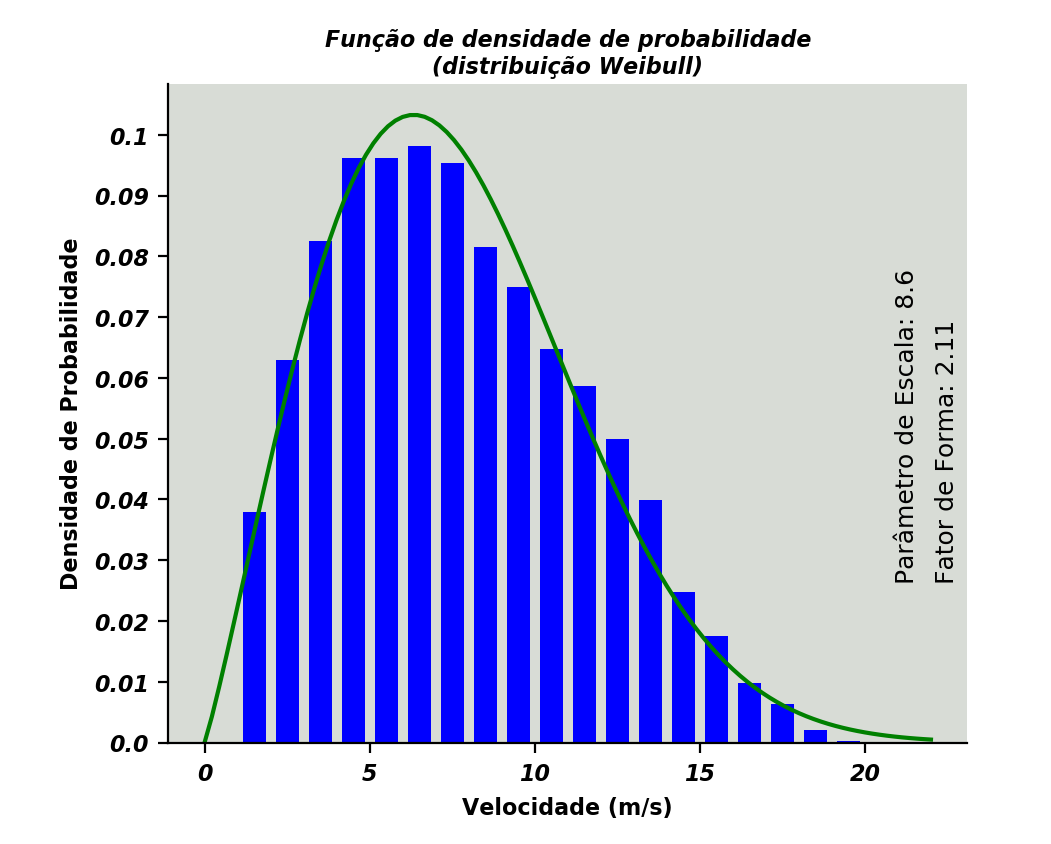 Função de densidade de probabilidade
(distribuição Weibull)
Densidade de Probabilidade
0.1
0.09
0.08
0.07
0.06
0.05
0.04
0.03
0.02
0.01
0.0
0 5 10 15 20
Velocidade (m/s)
Parâmetro de Escala: 8.6
Fator de Forma: 2.11